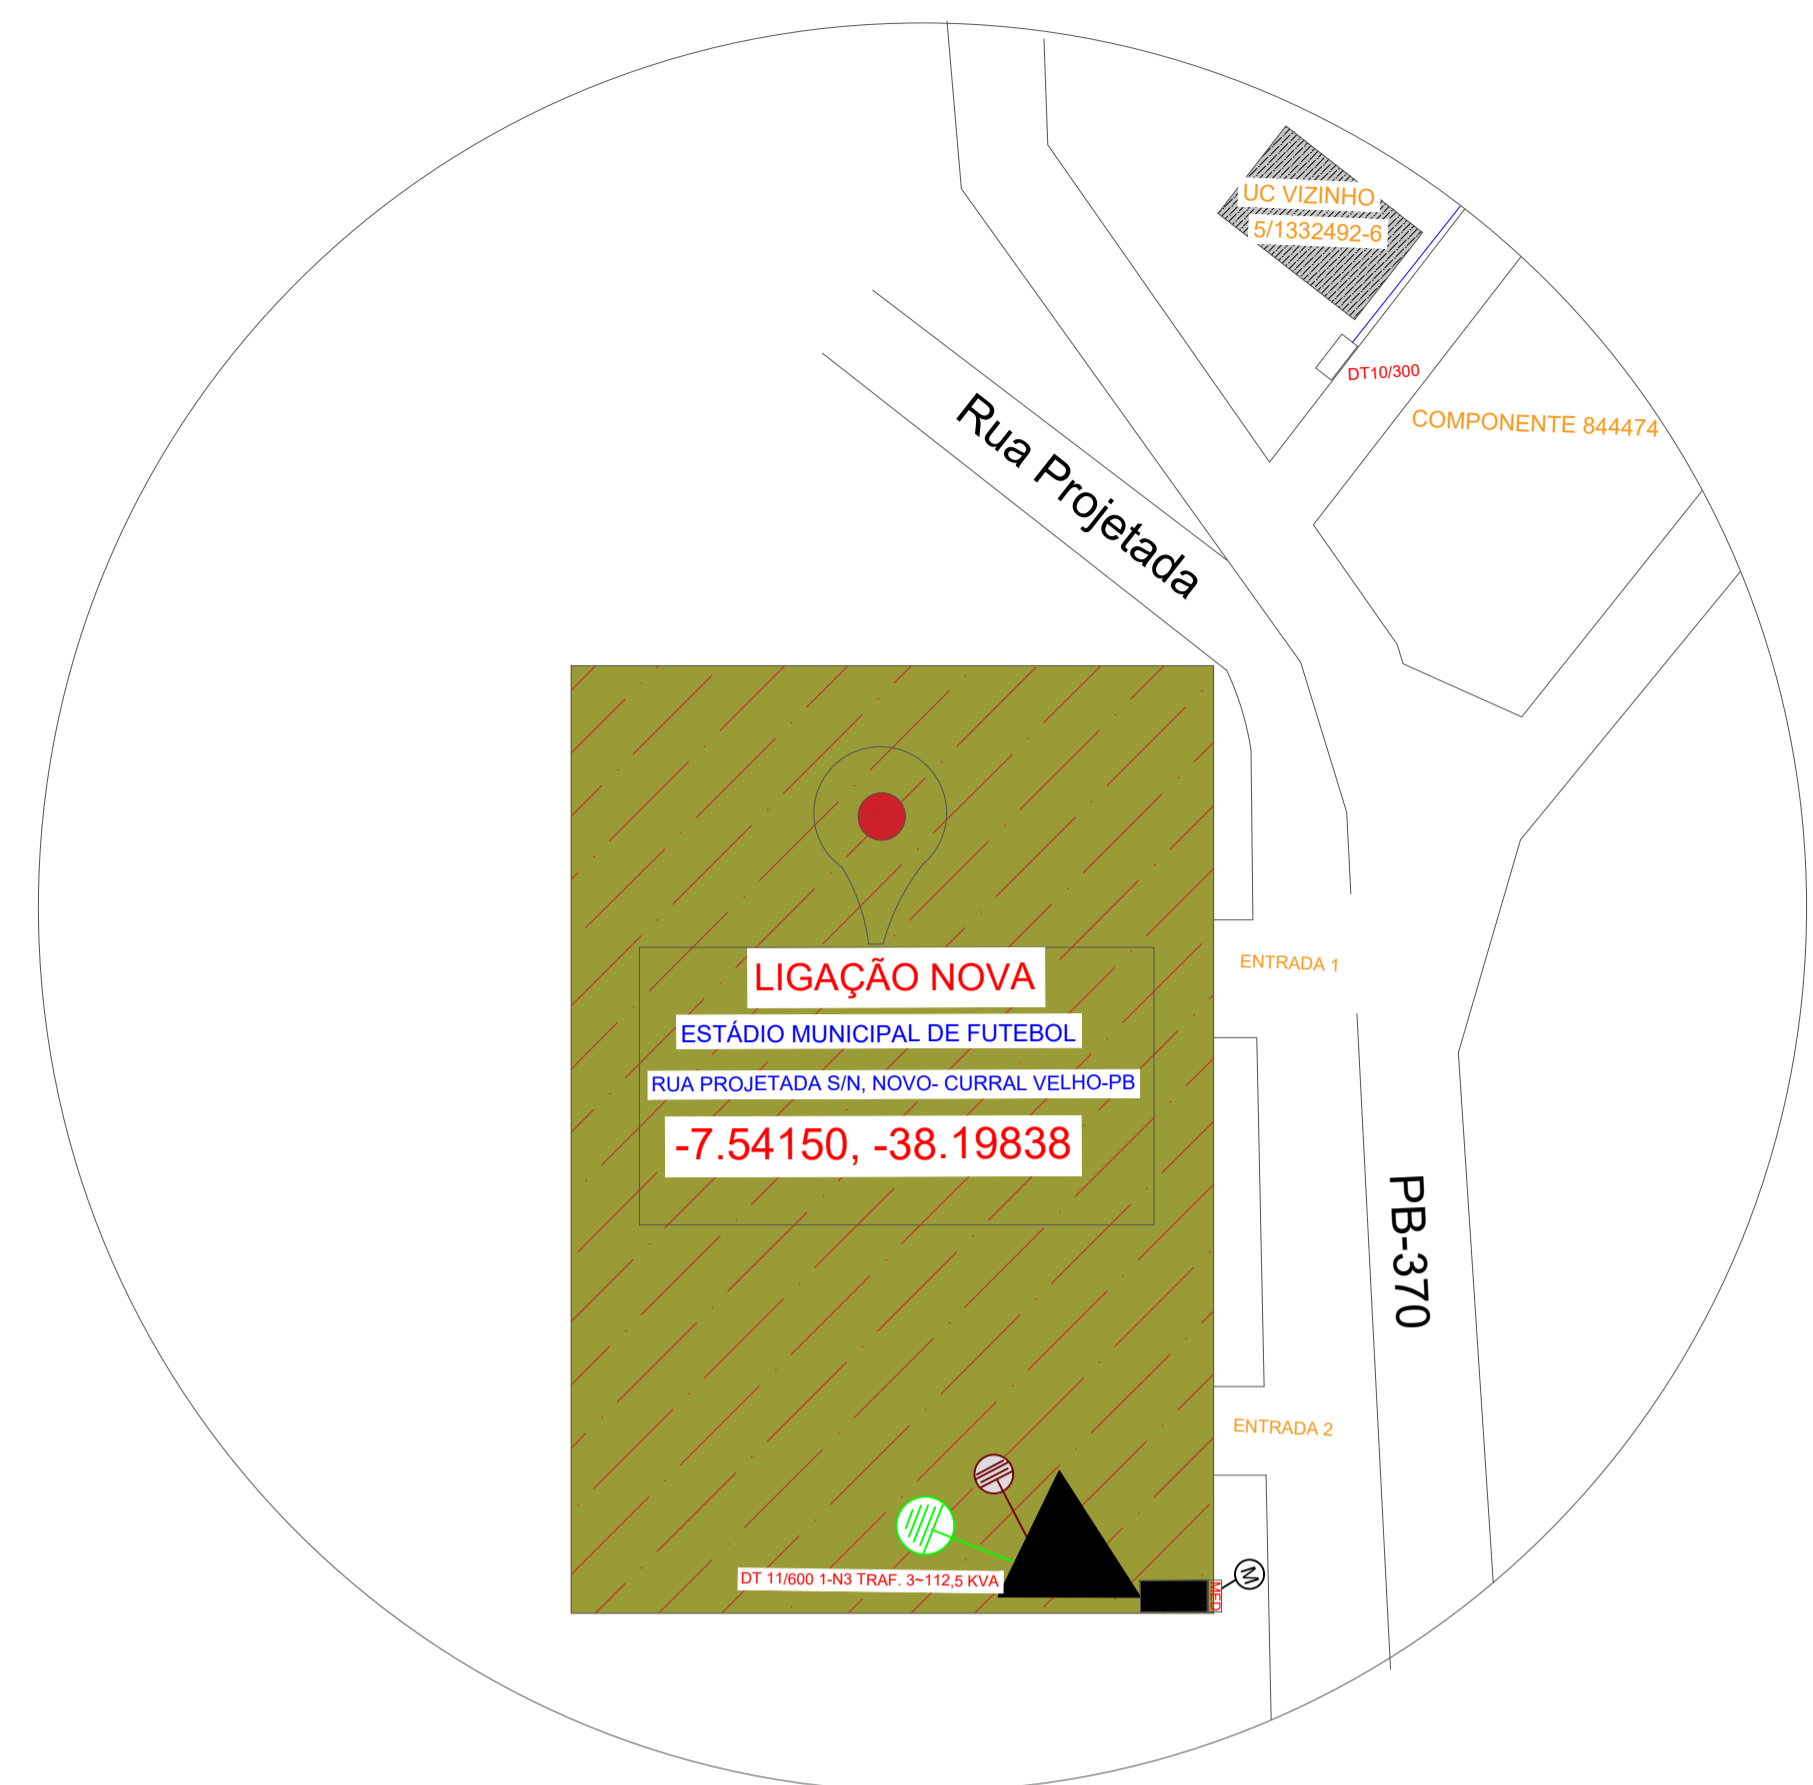 UC VIZINHO
5/1332492-6
DT10/300
COMPONENTE 844474
Rua Projetada
LIGAÇÃO NOVA
ESTÁDIO MUNICIPAL DE FUTEBOL
RUA PROJETADA S/N, NOVO- CURRAL VELHO-PB
-7.54150, -38.19838
ENTRADA 1
PB-370
ENTRADA 2
DT 11/600 1-N3 TRAF. 3~112,5 KVA
MED
M